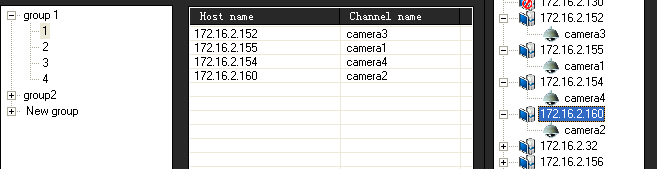 group 1
1
2
3
4
group2
New group
Host name Channel name
172.16.2.152 camera3
172.16.2.155 camera1
172.16.2.154 camera4
172.16.2.160 camera2
172.16.2.130
172.16.2.152
camera3
172.16.2.155
camera1
172.16.2.154
camera4
172.16.2.160
camera2
172.16.2.32
172.16.2.156